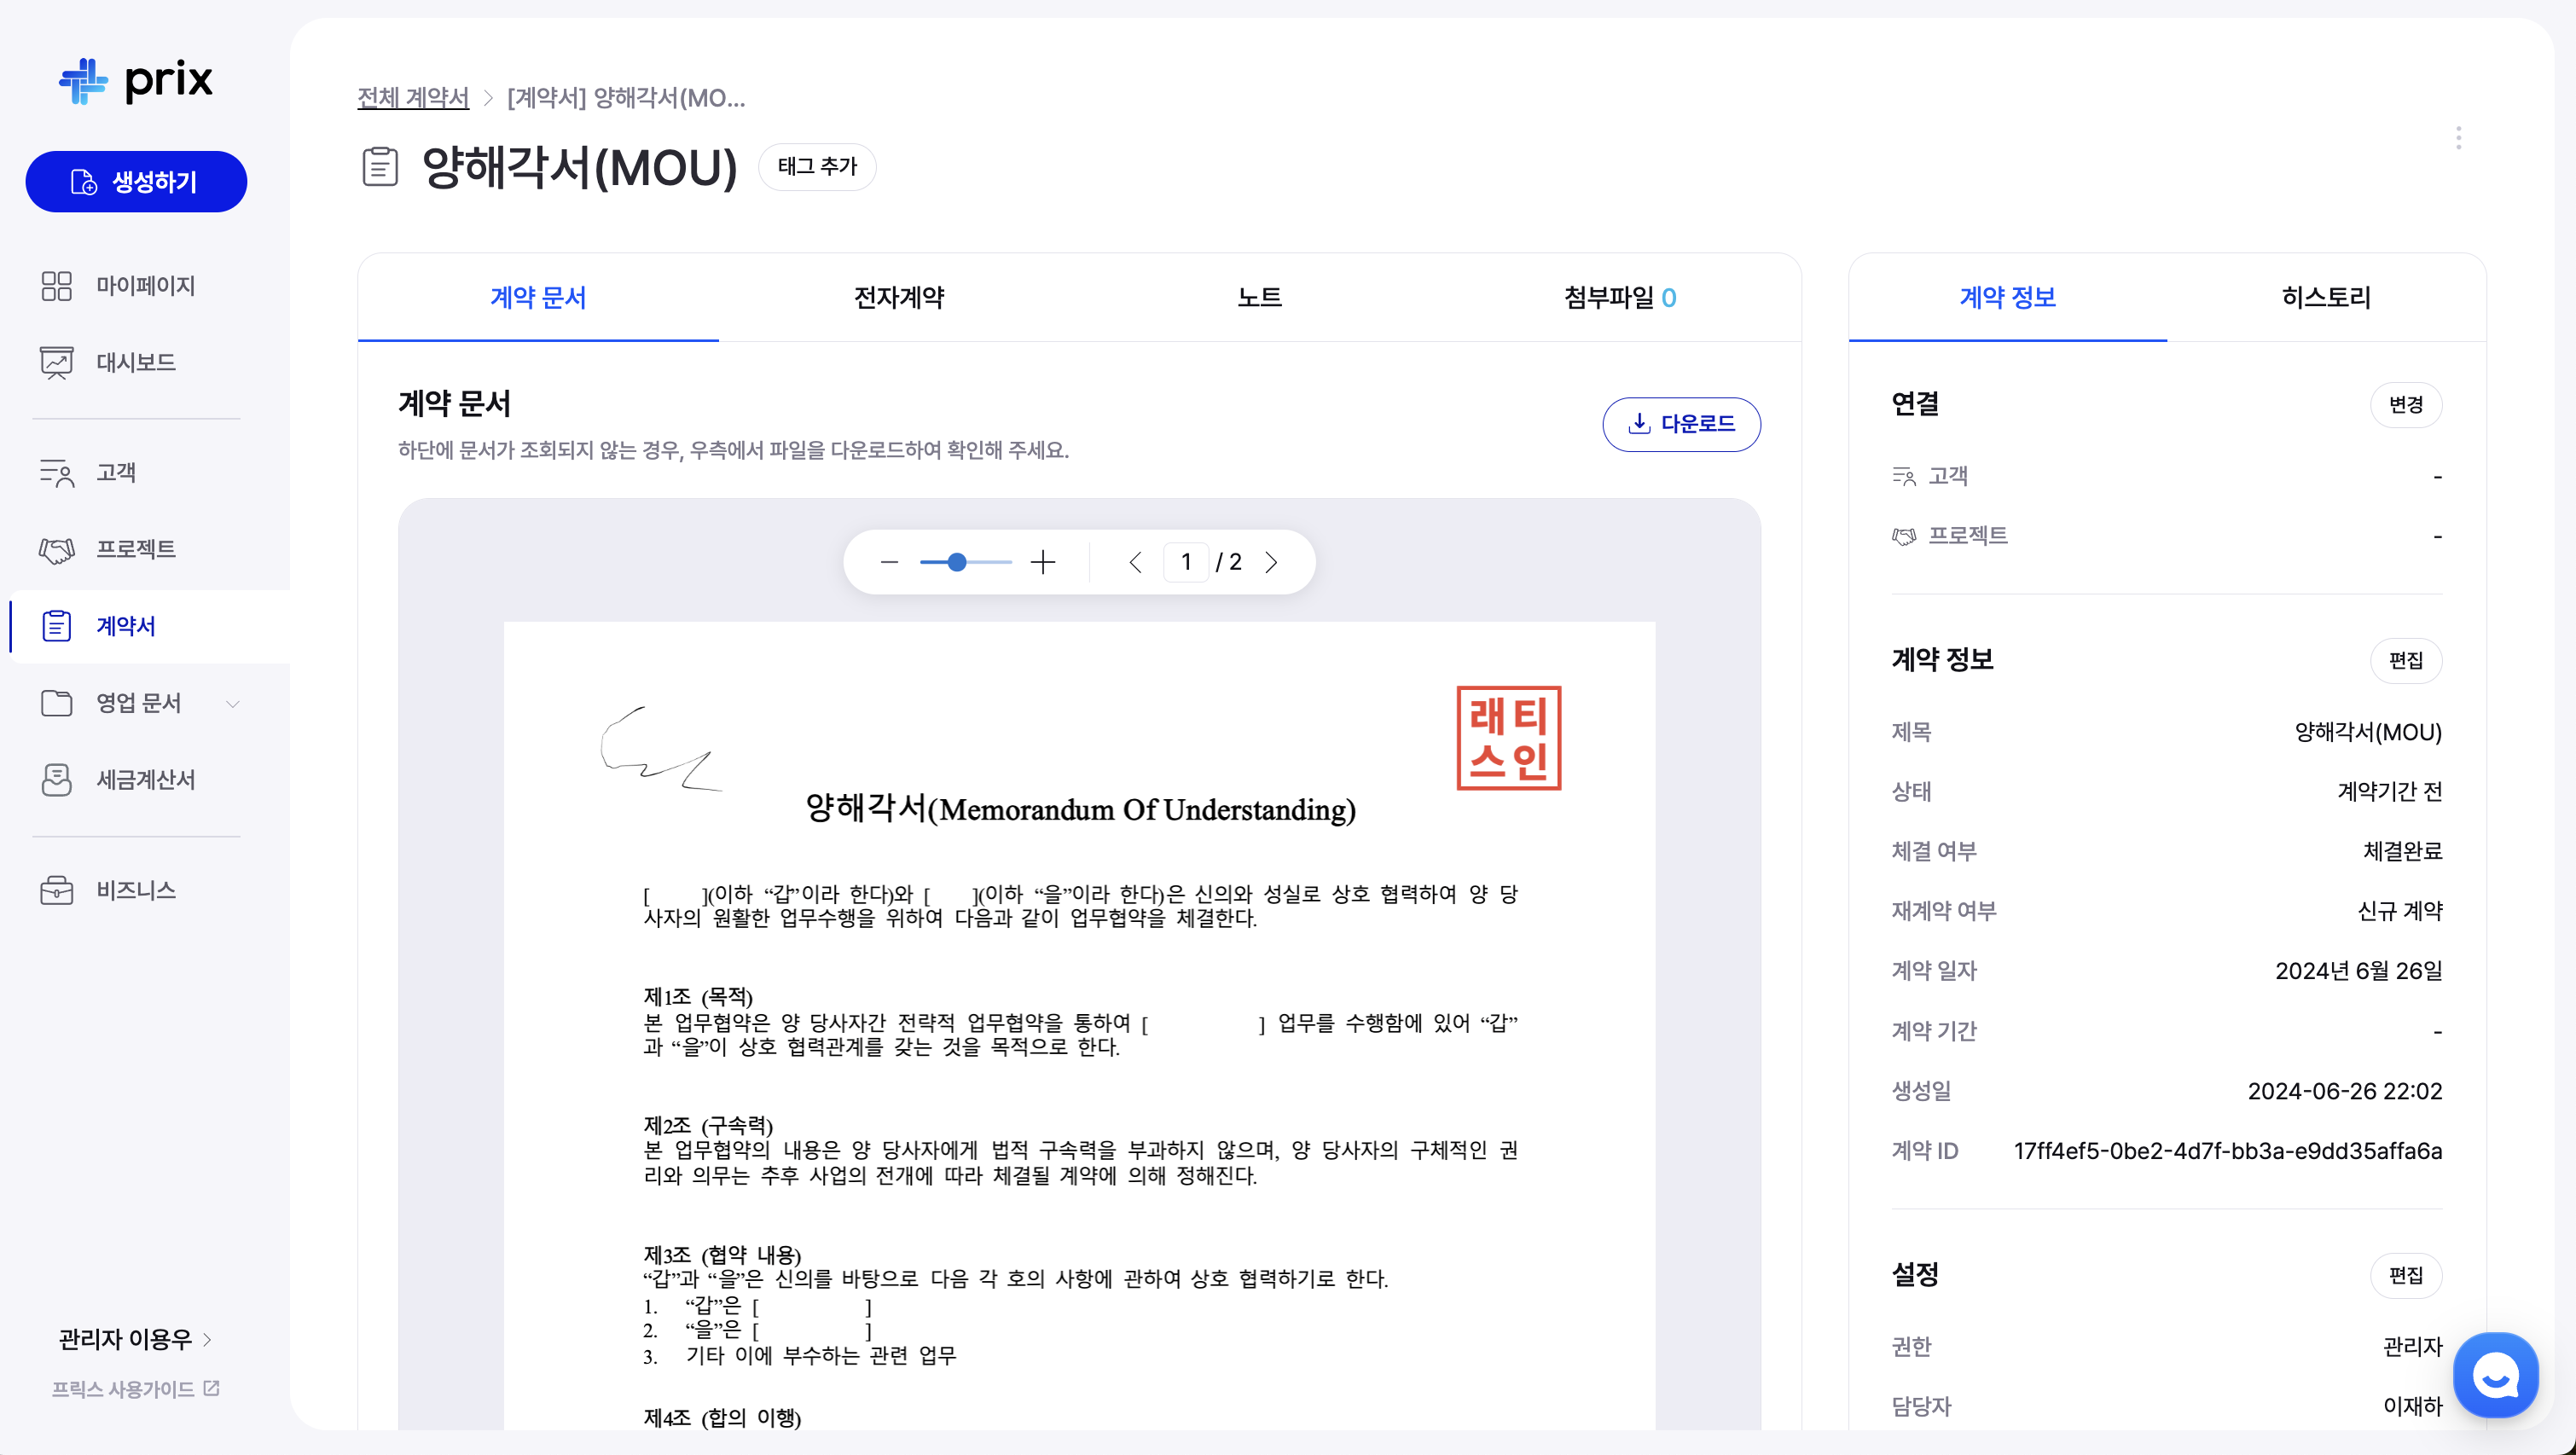 prix
생성하기
마이페이지
대시보드
고객
프로젝트
계약서
영업 문서
세금계산서
비즈니스
관리자 이용우
프릭스 사용가이드
전체 계약서 > [계약서] 양해각서(MO...
양해각서(MOU) 태그 추가
계약 문서 전자계약 노트 첨부파일 0
계약 문서
다운로드
하단에 문서가 조회되지 않는 경우, 우측에서 파일을 다운로드하여 확인해 주세요.
1 / 2
래티
스인
양해각서(Memorandum Of Understanding)
[ ](이하 “갑”이라 한다)와 [ ](이하 “을”이라 한다)은 신의와 성실로 상호 협력하여 양 당
사자의 원활한 업무수행을 위하여 다음과 같이 업무협약을 체결한다.
제1조 (목적)
본 업무협약은 양 당사자간 전략적 업무협약을 통하여 [ ] 업무를 수행함에 있어 “갑”
과 “을”이 상호 협력관계를 갖는 것을 목적으로 한다.
제2조 (구속력)
본 업무협약의 내용은 양 당사자에게 법적 구속력을 부과하지 않으며, 양 당사자의 구체적인 권
리와 의무는 추후 사업의 전개에 따라 체결될 계약에 의해 정해진다.
제3조 (협약 내용)
“갑”과 “을”은 신의를 바탕으로 다음 각 호의 사항에 관하여 상호 협력하기로 한다.
1. “갑”은 [ ]
2. “을”은 [ ]
3. 기타 이에 부수하는 관련 업무
제4조 (합의 이행)
계약 정보 히스토리
연결 변경
고객 -
프로젝트 -
계약 정보 편집
제목 양해각서(MOU)
상태 계약기간 전
체결 여부 체결완료
재계약 여부 신규 계약
계약 일자 2024년 6월 26일
계약 기간 -
생성일 2024-06-26 22:02
계약 ID 17ff4ef5-0be2-4d7f-bb3a-e9dd35affa6a
설정 편집
권한 관리자
담당자 이재하